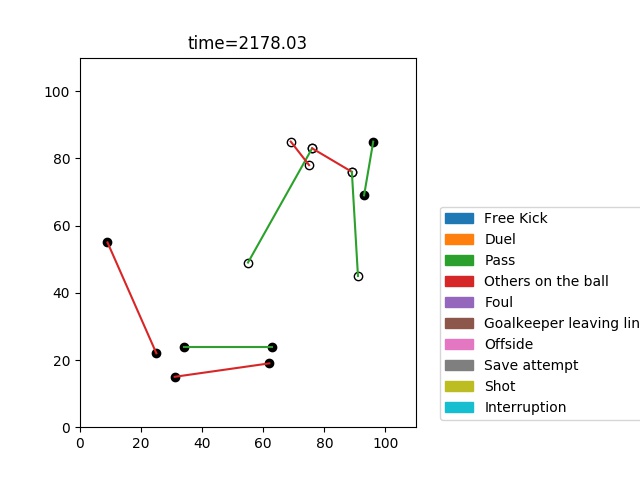 time=2178.03
100
80
60
40
20
0
0 20 40 60 80 100
Free Kick
Duel
Pass
Others on the ball
Foul
Goalkeeper leaving lin
Offside
Save attempt
Shot
Interruption